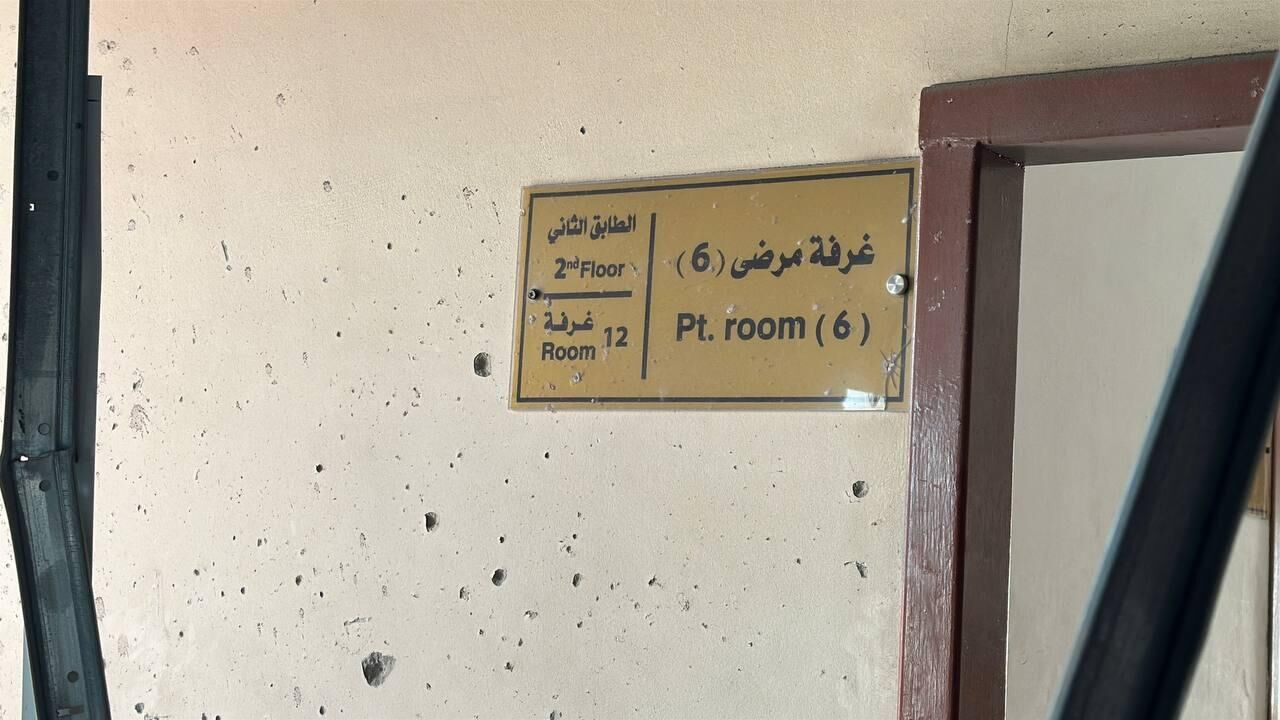 غرفة مرضى (6)
Pt. room (6)
الطابق الثاني
2nd Floor
غرفة
Room 12